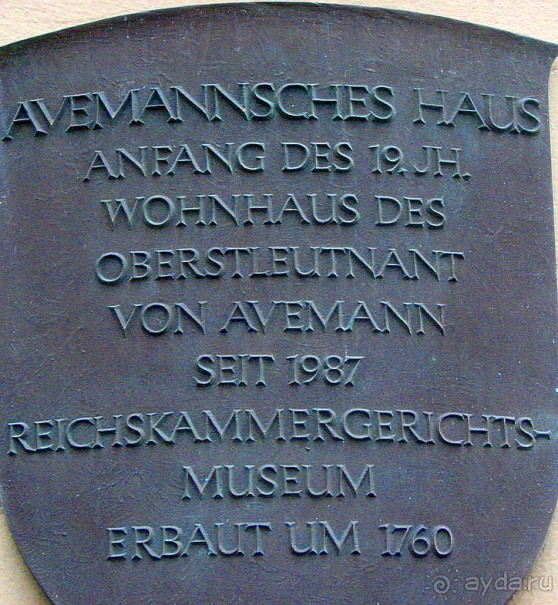 AVEMANNSCHES HAUS
ANFANG DES 19. JH.
WOHNHAUS DES
OBERSTLEUTNANT
VON AVEMANN
SEIT 1987
REICHSKAMMERGERICHTS-
MUSEUM
ERBAUT UM 1760
ayda.ru